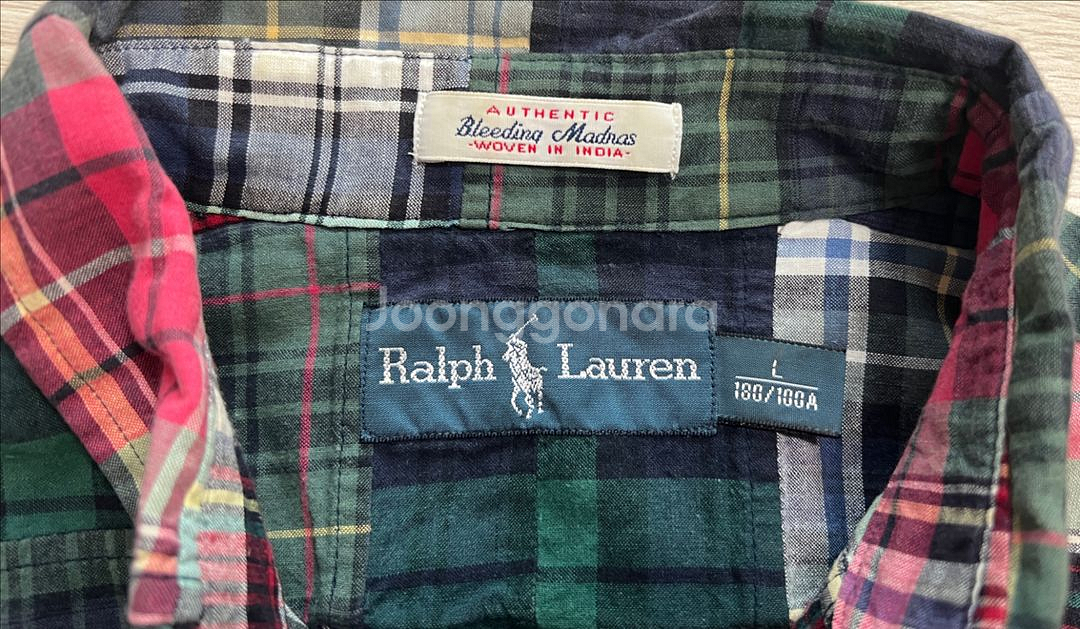 AUTHENTIC
Bleeding Madras
-WOVEN IN INDIA-
Joonggonara
Ralph Lauren
L
180/100A